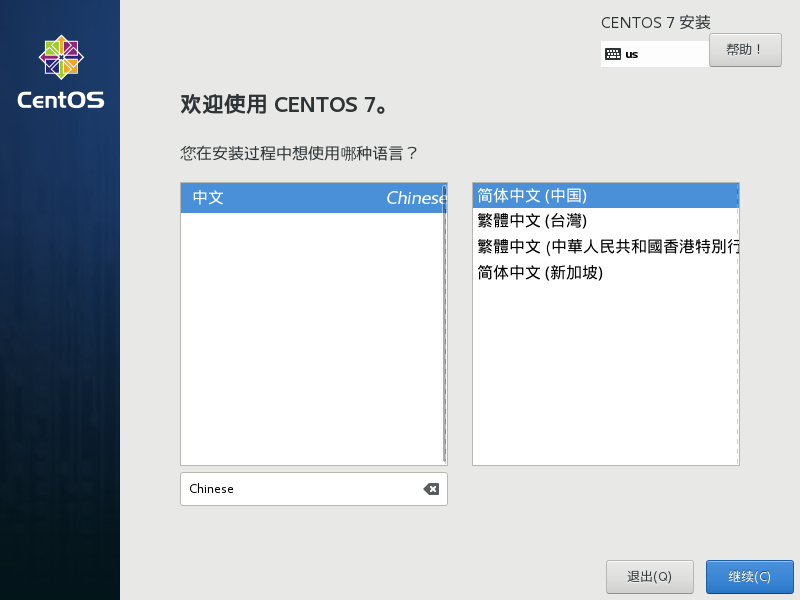 CentOS
CENTOS 7 安装
us
帮助！
欢迎使用 CENTOS 7。
您在安装过程中想使用哪种语言？
中文 Chinese
简体中文 (中国)
繁體中文 (台灣)
繁體中文 (中華人民共和國香港特別行
简体中文 (新加坡)
Chinese
退出(Q)
继续(C)